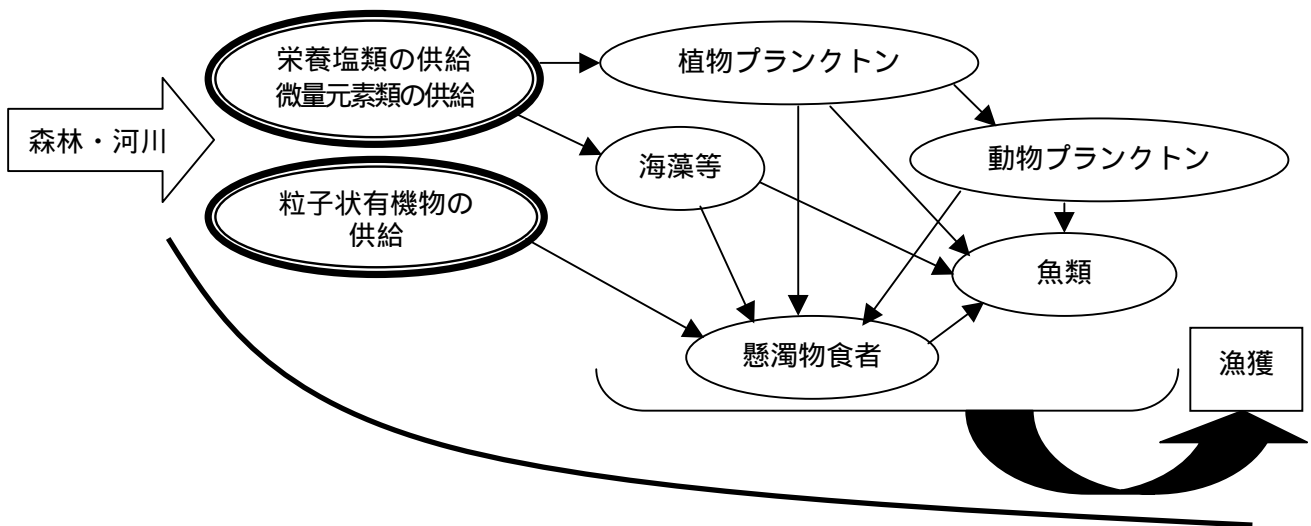 森林・河川
栄養塩類の供給
微量元素類の供給
粒子状有機物の
供給
植物プランクトン
海藻等
動物プランクトン
魚類
懸濁物食者
漁獲